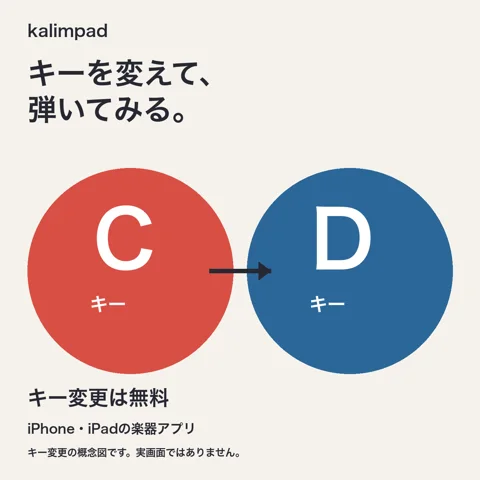 kalimpad
キーを変えて、
弾いてみる。
C
D
キー
キー
キー変更は無料
iPhone・iPadの楽器アプリ
キー変更の概念図です。実画面ではありません。